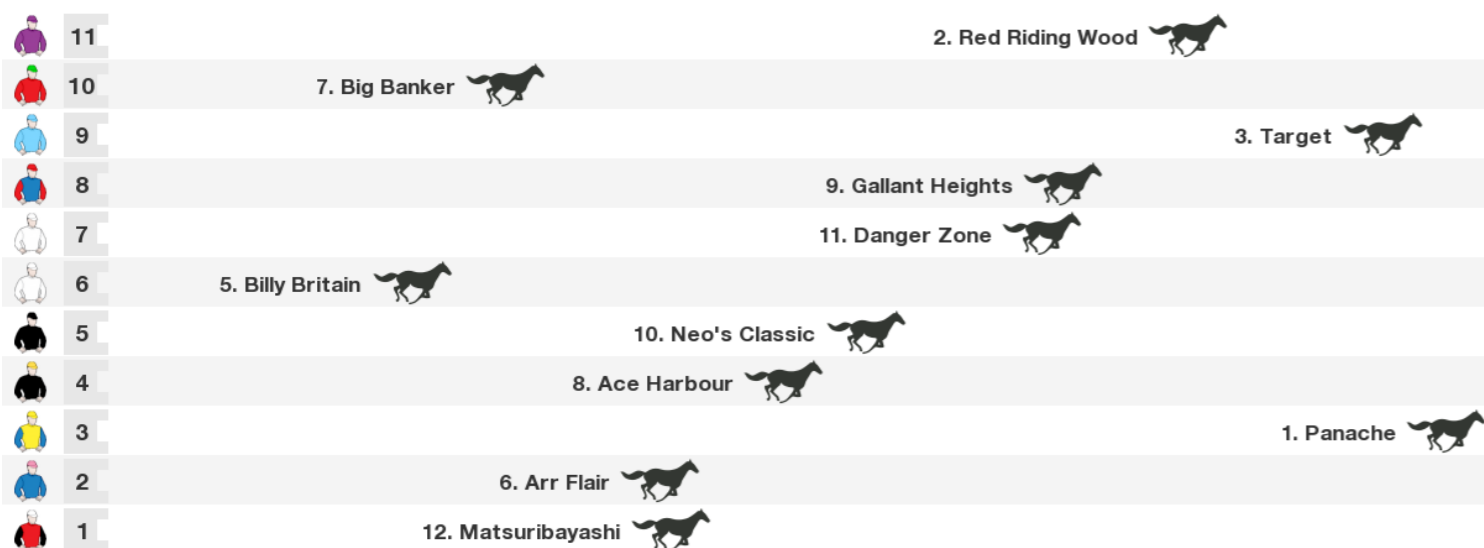 11 2. Red Riding Wood
10 7. Big Banker
9 3. Target
8 9. Gallant Heights
7 11. Danger Zone
6 5. Billy Britain
5 10. Neo's Classic
4 8. Ace Harbour
3 1. Panache
2 6. Arr Flair
1 12. Matsuribayashi